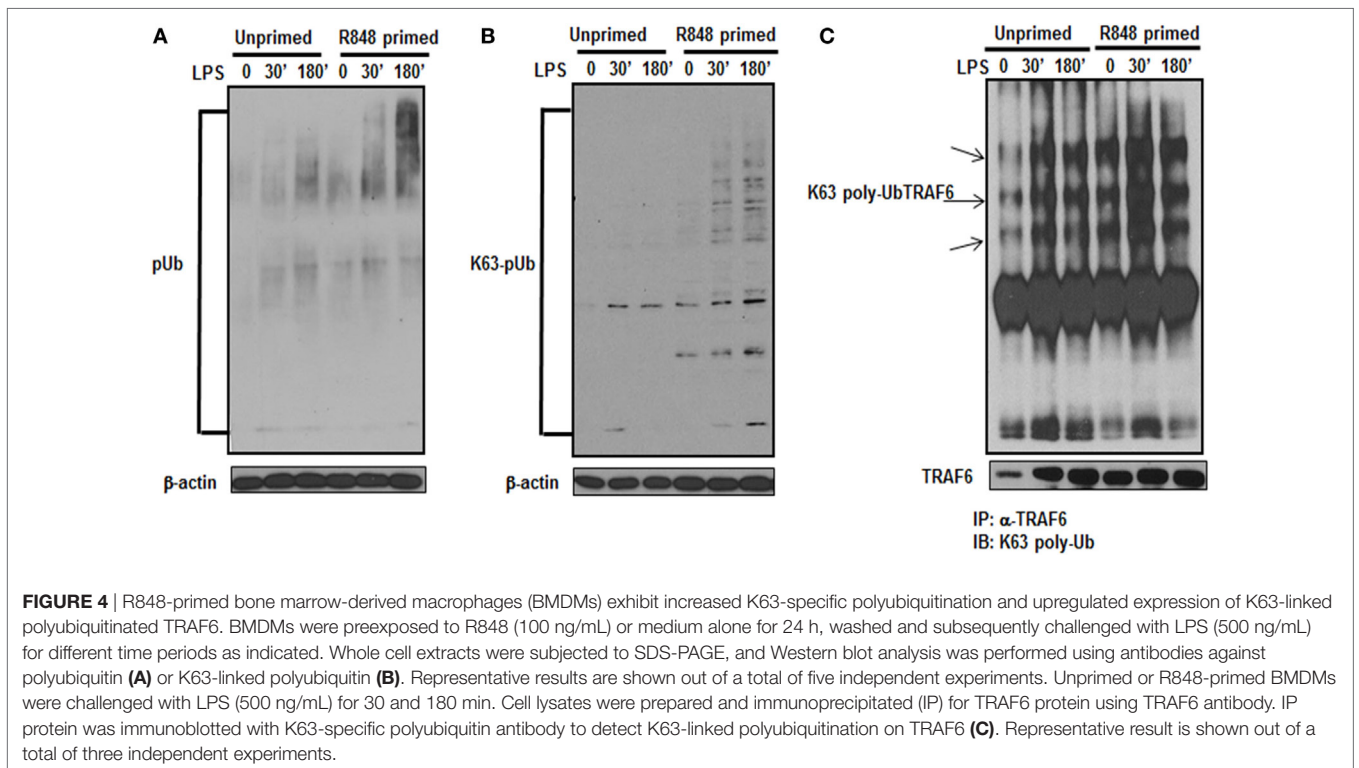 A
Unprimed R848 primed
LPS 0 30' 180' 0 30' 180'
pUb
β-actin
B
Unprimed R848 primed
LPS 0 30' 180' 0 30' 180'
K63-pUb
β-actin
C
Unprimed R848 primed
LPS 0 30' 180' 0 30' 180'
K63 poly-UbTRAF6
TRAF6
IP: α-TRAF6
IB: K63 poly-Ub
FIGURE 4 | R848-primed bone marrow-derived macrophages (BMDMs) exhibit increased K63-specific polyubiquitination and upregulated expression of K63-linked
polyubiquitinated TRAF6. BMDMs were preexposed to R848 (100 ng/mL) or medium alone for 24 h, washed and subsequently challenged with LPS (500 ng/mL)
for different time periods as indicated. Whole cell extracts were subjected to SDS-PAGE, and Western blot analysis was performed using antibodies against
polyubiquitin (A) or K63-linked polyubiquitin (B). Representative results are shown out of a total of five independent experiments. Unprimed or R848-primed BMDMs
were challenged with LPS (500 ng/mL) for 30 and 180 min. Cell lysates were prepared and immunoprecipitated (IP) for TRAF6 protein using TRAF6 antibody. IP
protein was immunoblotted with K63-specific polyubiquitin antibody to detect K63-linked polyubiquitination on TRAF6 (C). Representative result is shown out of a
total of three independent experiments.